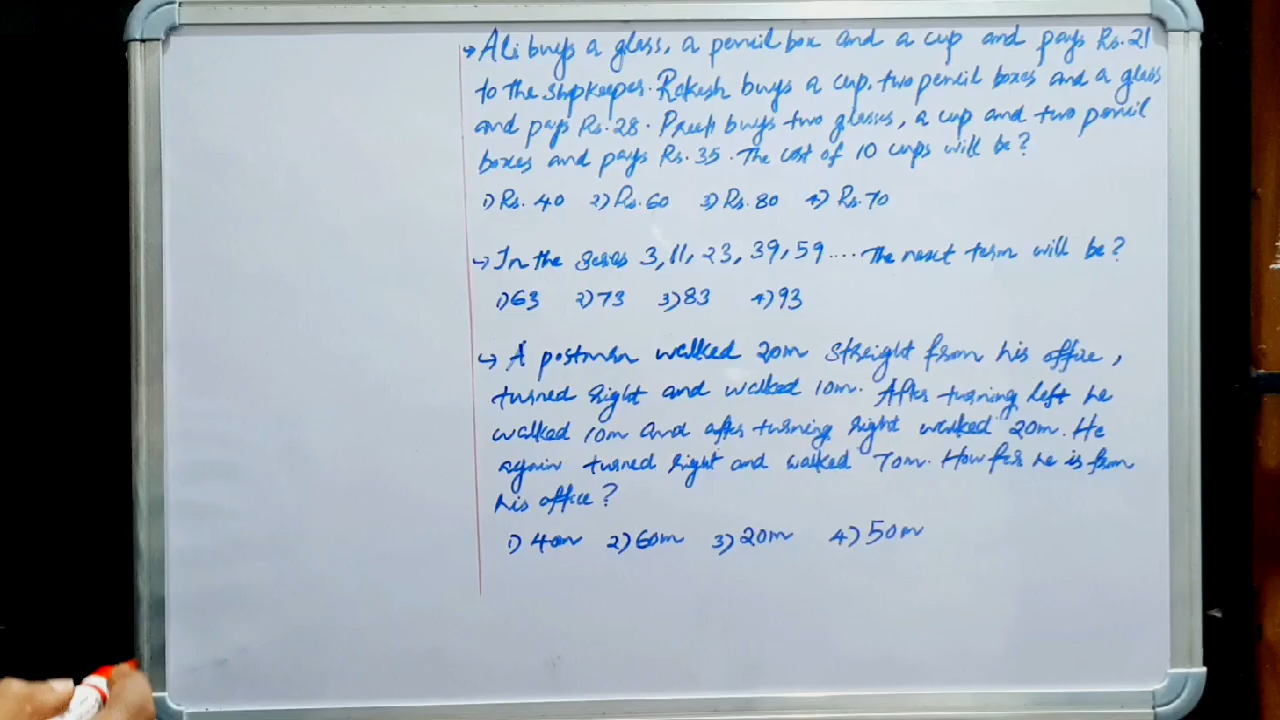 → Ali buys a glass, a pencil box and a cup and pays Rs. 21
to the shopkeeper. Rakesh buys a cup, two pencil boxes and a glass
and pays Rs. 28. Preeti buys two glasses, a cup and two pencil
boxes and pays Rs. 35. The cost of 10 cups will be?
1) Rs. 40 2) Rs. 60 3) Rs. 80 4) Rs. 70
→ In the series 3, 11, 23, 39, 59.... The next term will be?
1) 63 2) 73 3) 83 4) 93
→ A postman walked 20m straight from his office,
turned right and walked 10m. After turning left he
walked 10m and after turning right walked 20m. He
again turned right and walked 70m. How far he is from
his office?
1) 40m 2) 60m 3) 20m 4) 50m